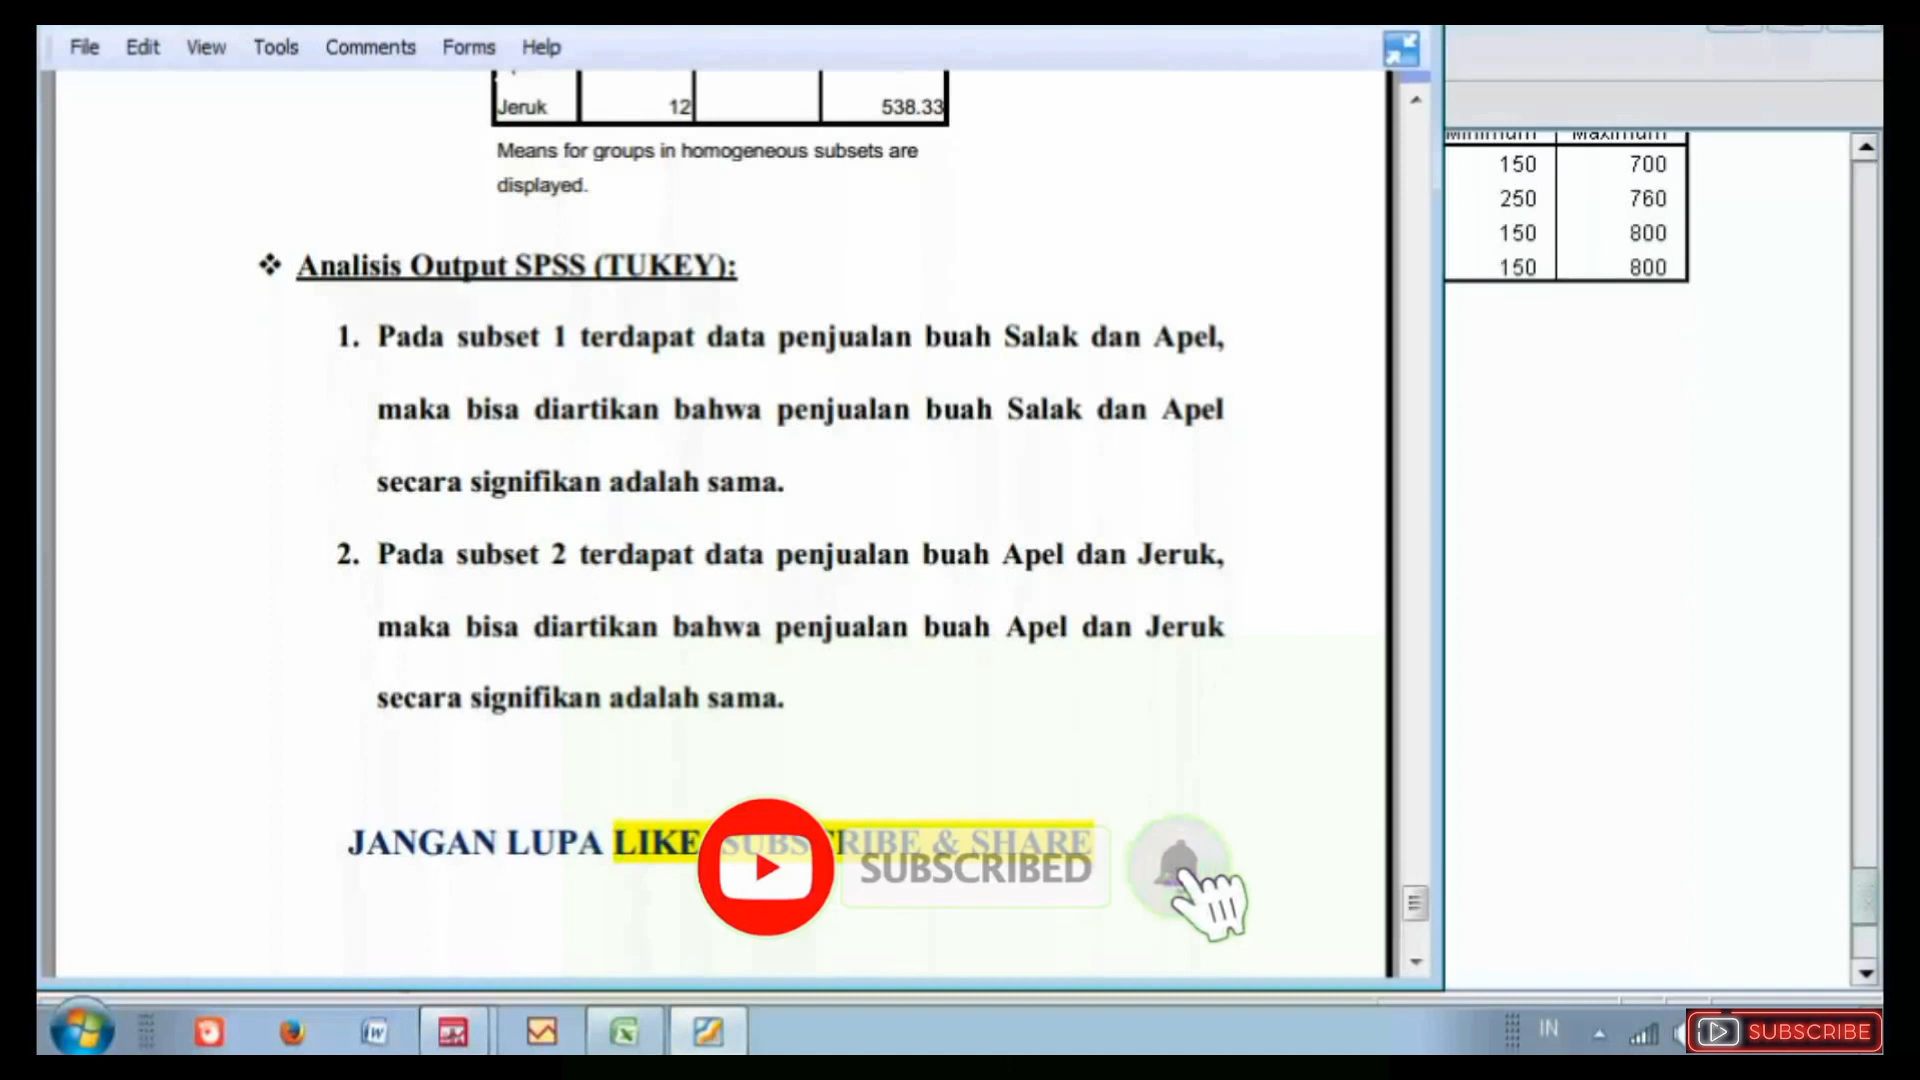 File Edit View Tools Comments Forms Help
Jeruk 12 538.33
Means for groups in homogeneous subsets are
displayed.
Minimum Maximum
150 700
250 760
150 800
150 800
❖ Analisis Output SPSS (TUKEY):
1. Pada subset 1 terdapat data penjualan buah Salak dan Apel,
maka bisa diartikan bahwa penjualan buah Salak dan Apel
secara signifikan adalah sama.
2. Pada subset 2 terdapat data penjualan buah Apel dan Jeruk,
maka bisa diartikan bahwa penjualan buah Apel dan Jeruk
secara signifikan adalah sama.
JANGAN LUPA LIKE SUBSCRIBE & SHARE
SUBSCRIBED
IN
SUBSCRIBE